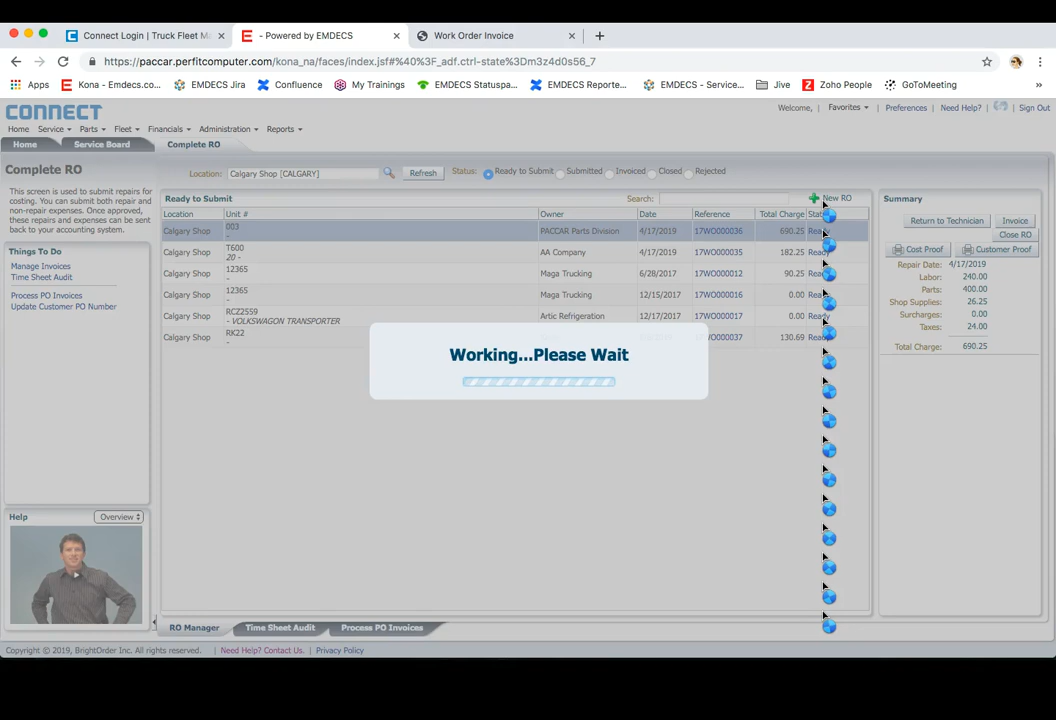 Connect Login | Truck Fleet Ma
- Powered by EMDECS
Work Order Invoice
https://paccar.perfitcomputer.com/kona_na/faces/index.jsf#%40%3F_adf.ctrl-state%3Dm3z4d0s56_7
Apps Kona - Emdecs.co... EMDECS Jira Confluence My Trainings EMDECS Statuspa... EMDECS Reporte... EMDECS - Service... Jive Zoho People GoToMeeting »
CONNECT
Welcome, Favorites Preferences Need Help? Sign Out
Home Service Parts Fleet Financials Administration Reports
Home Service Board Complete RO
Complete RO
This screen is used to submit repairs for
costing. You can submit both repair and
non-repair expenses. Once approved,
these repairs and expenses can be sent
back to your accounting system.
Things To Do
Manage Invoices
Time Sheet Audit
Process PO Invoices
Update Customer PO Number
Help Overview
Location: Calgary Shop [CALGARY] Refresh Status: Ready to Submit Submitted Invoiced Closed Rejected
Ready to Submit Search: New RO
Location Unit # Owner Date Reference Total Charge
Calgary Shop 003 PACCAR Parts Division 4/17/2019 17WO000036 690.25
-
Calgary Shop T600 AA Company 4/17/2019 17WO000035 182.25
20 -
Calgary Shop 12365 Maga Trucking 6/28/2017 17WO000012 90.25
-
Calgary Shop 12365 Maga Trucking 12/15/2017 17WO000016 0.00
-
Calgary Shop RCZ2559 Artic Refrigeration 12/17/2017 17WO000017 0.00
- VOLKSWAGON TRANSPORTER
Calgary Shop RK22 17WO000037 130.69
-
Working...Please Wait
Summary
Return to Technician Invoice
Close RO
Cost Proof Customer Proof
Repair Date: 4/17/2019
Labor: 240.00
Parts: 400.00
Shop Supplies: 26.25
Surcharges: 0.00
Taxes: 24.00
Total Charge: 690.25
RO Manager Time Sheet Audit Process PO Invoices
Copyright © 2019, BrightOrder Inc. All rights reserved. | Need Help? Contact Us. | Privacy Policy